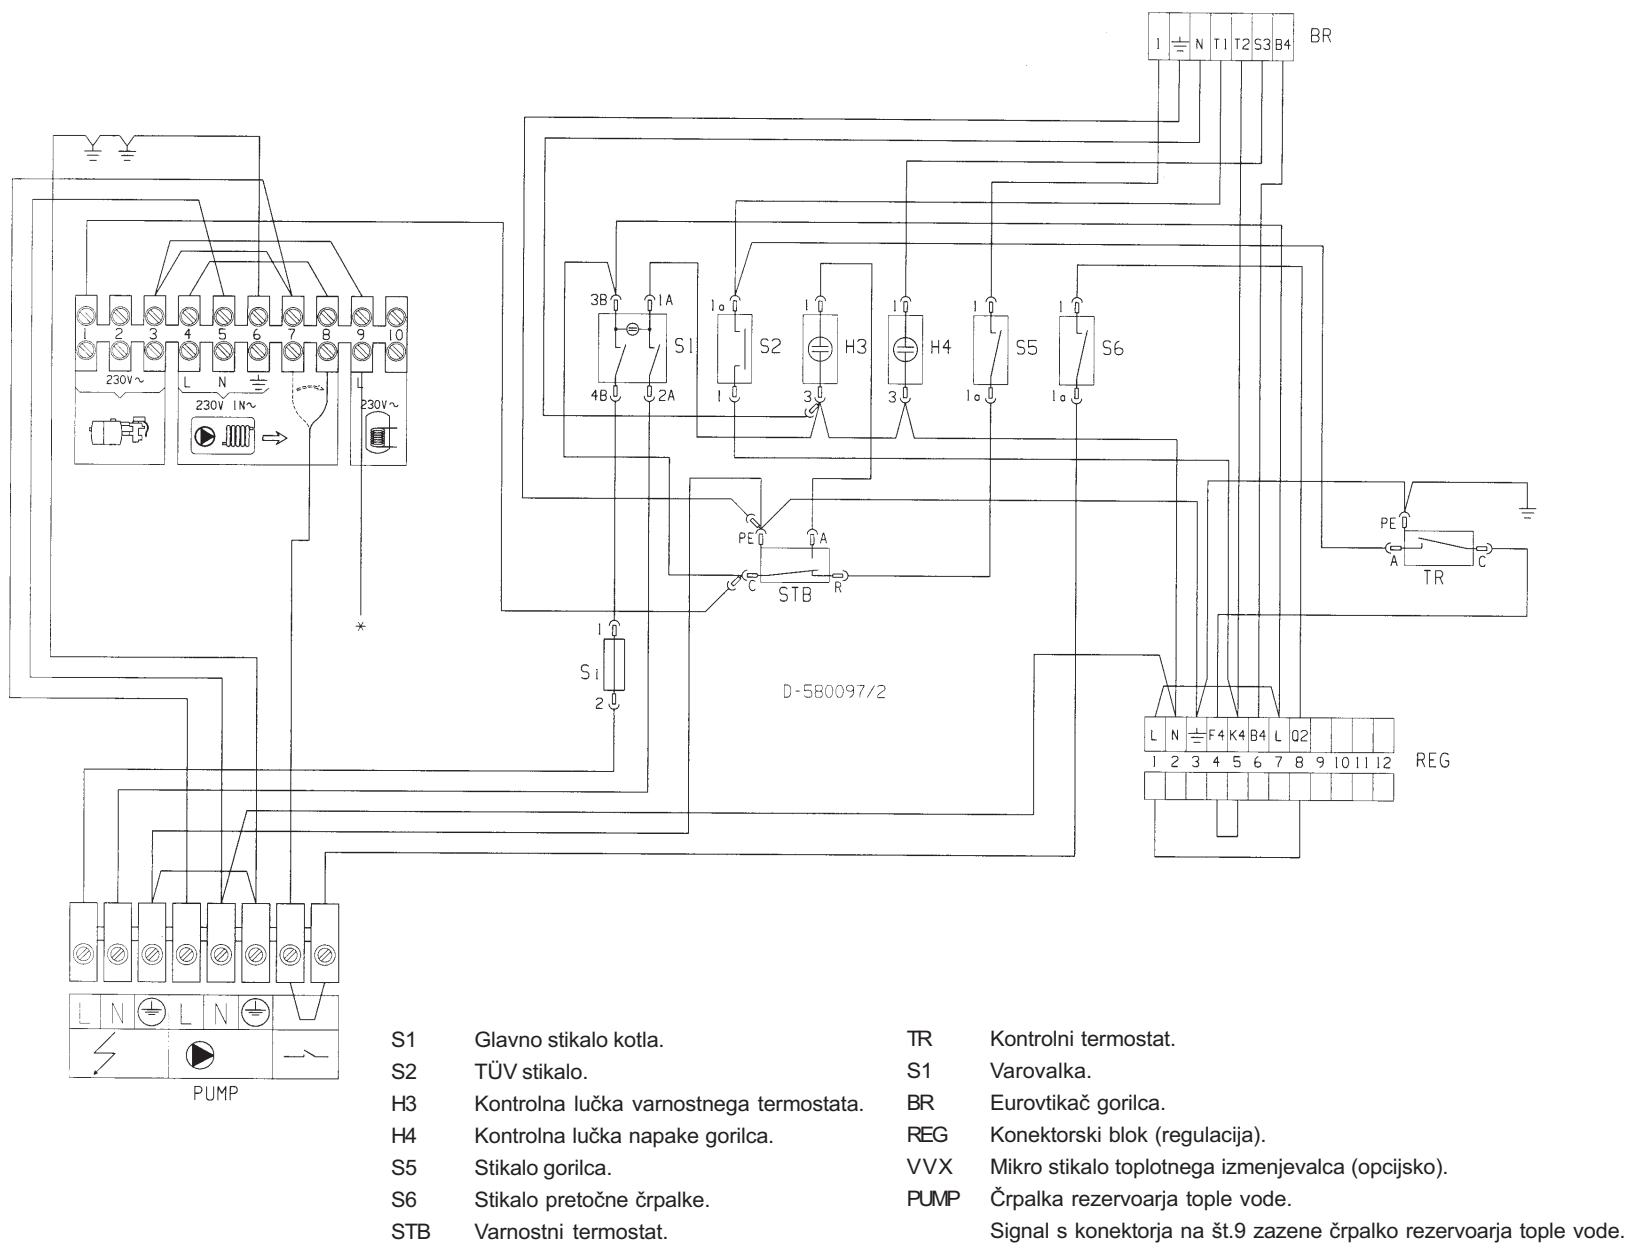 1 ⏚ N T1 T2 S3 B4 BR
3B 1A 1a 1 1 1 1
S1 S2 H3 H4 S5 S6
4B 2A 1 3 3 1a 1a
1 2 3 4 5 6 7 8 9 10
230V~ L N ⏚ L
230V IN~ 230V~
PE A
C R
STB
PE
A C
TR
*
1
Si
2
D-580097/2
L N ⏚ F4 K4 B4 L Q2
1 2 3 4 5 6 7 8 9 10 11 12
REG
L N ⏚ L N ⏚
PUMP
S1 Glavno stikalo kotla.
S2 TÜV stikalo.
H3 Kontrolna lučka varnostnega termostata.
H4 Kontrolna lučka napake gorilca.
S5 Stikalo gorilca.
S6 Stikalo pretočne črpalke.
STB Varnostni termostat.
TR Kontrolni termostat.
S1 Varovalka.
BR Eurovtikač gorilca.
REG Konektorski blok (regulacija).
VVX Mikro stikalo toplotnega izmenjevalca (opcijsko).
PUMP Črpalka rezervoarja tople vode.
Signal s konektorja na št.9 zazene črpalko rezervoarja tople vode.